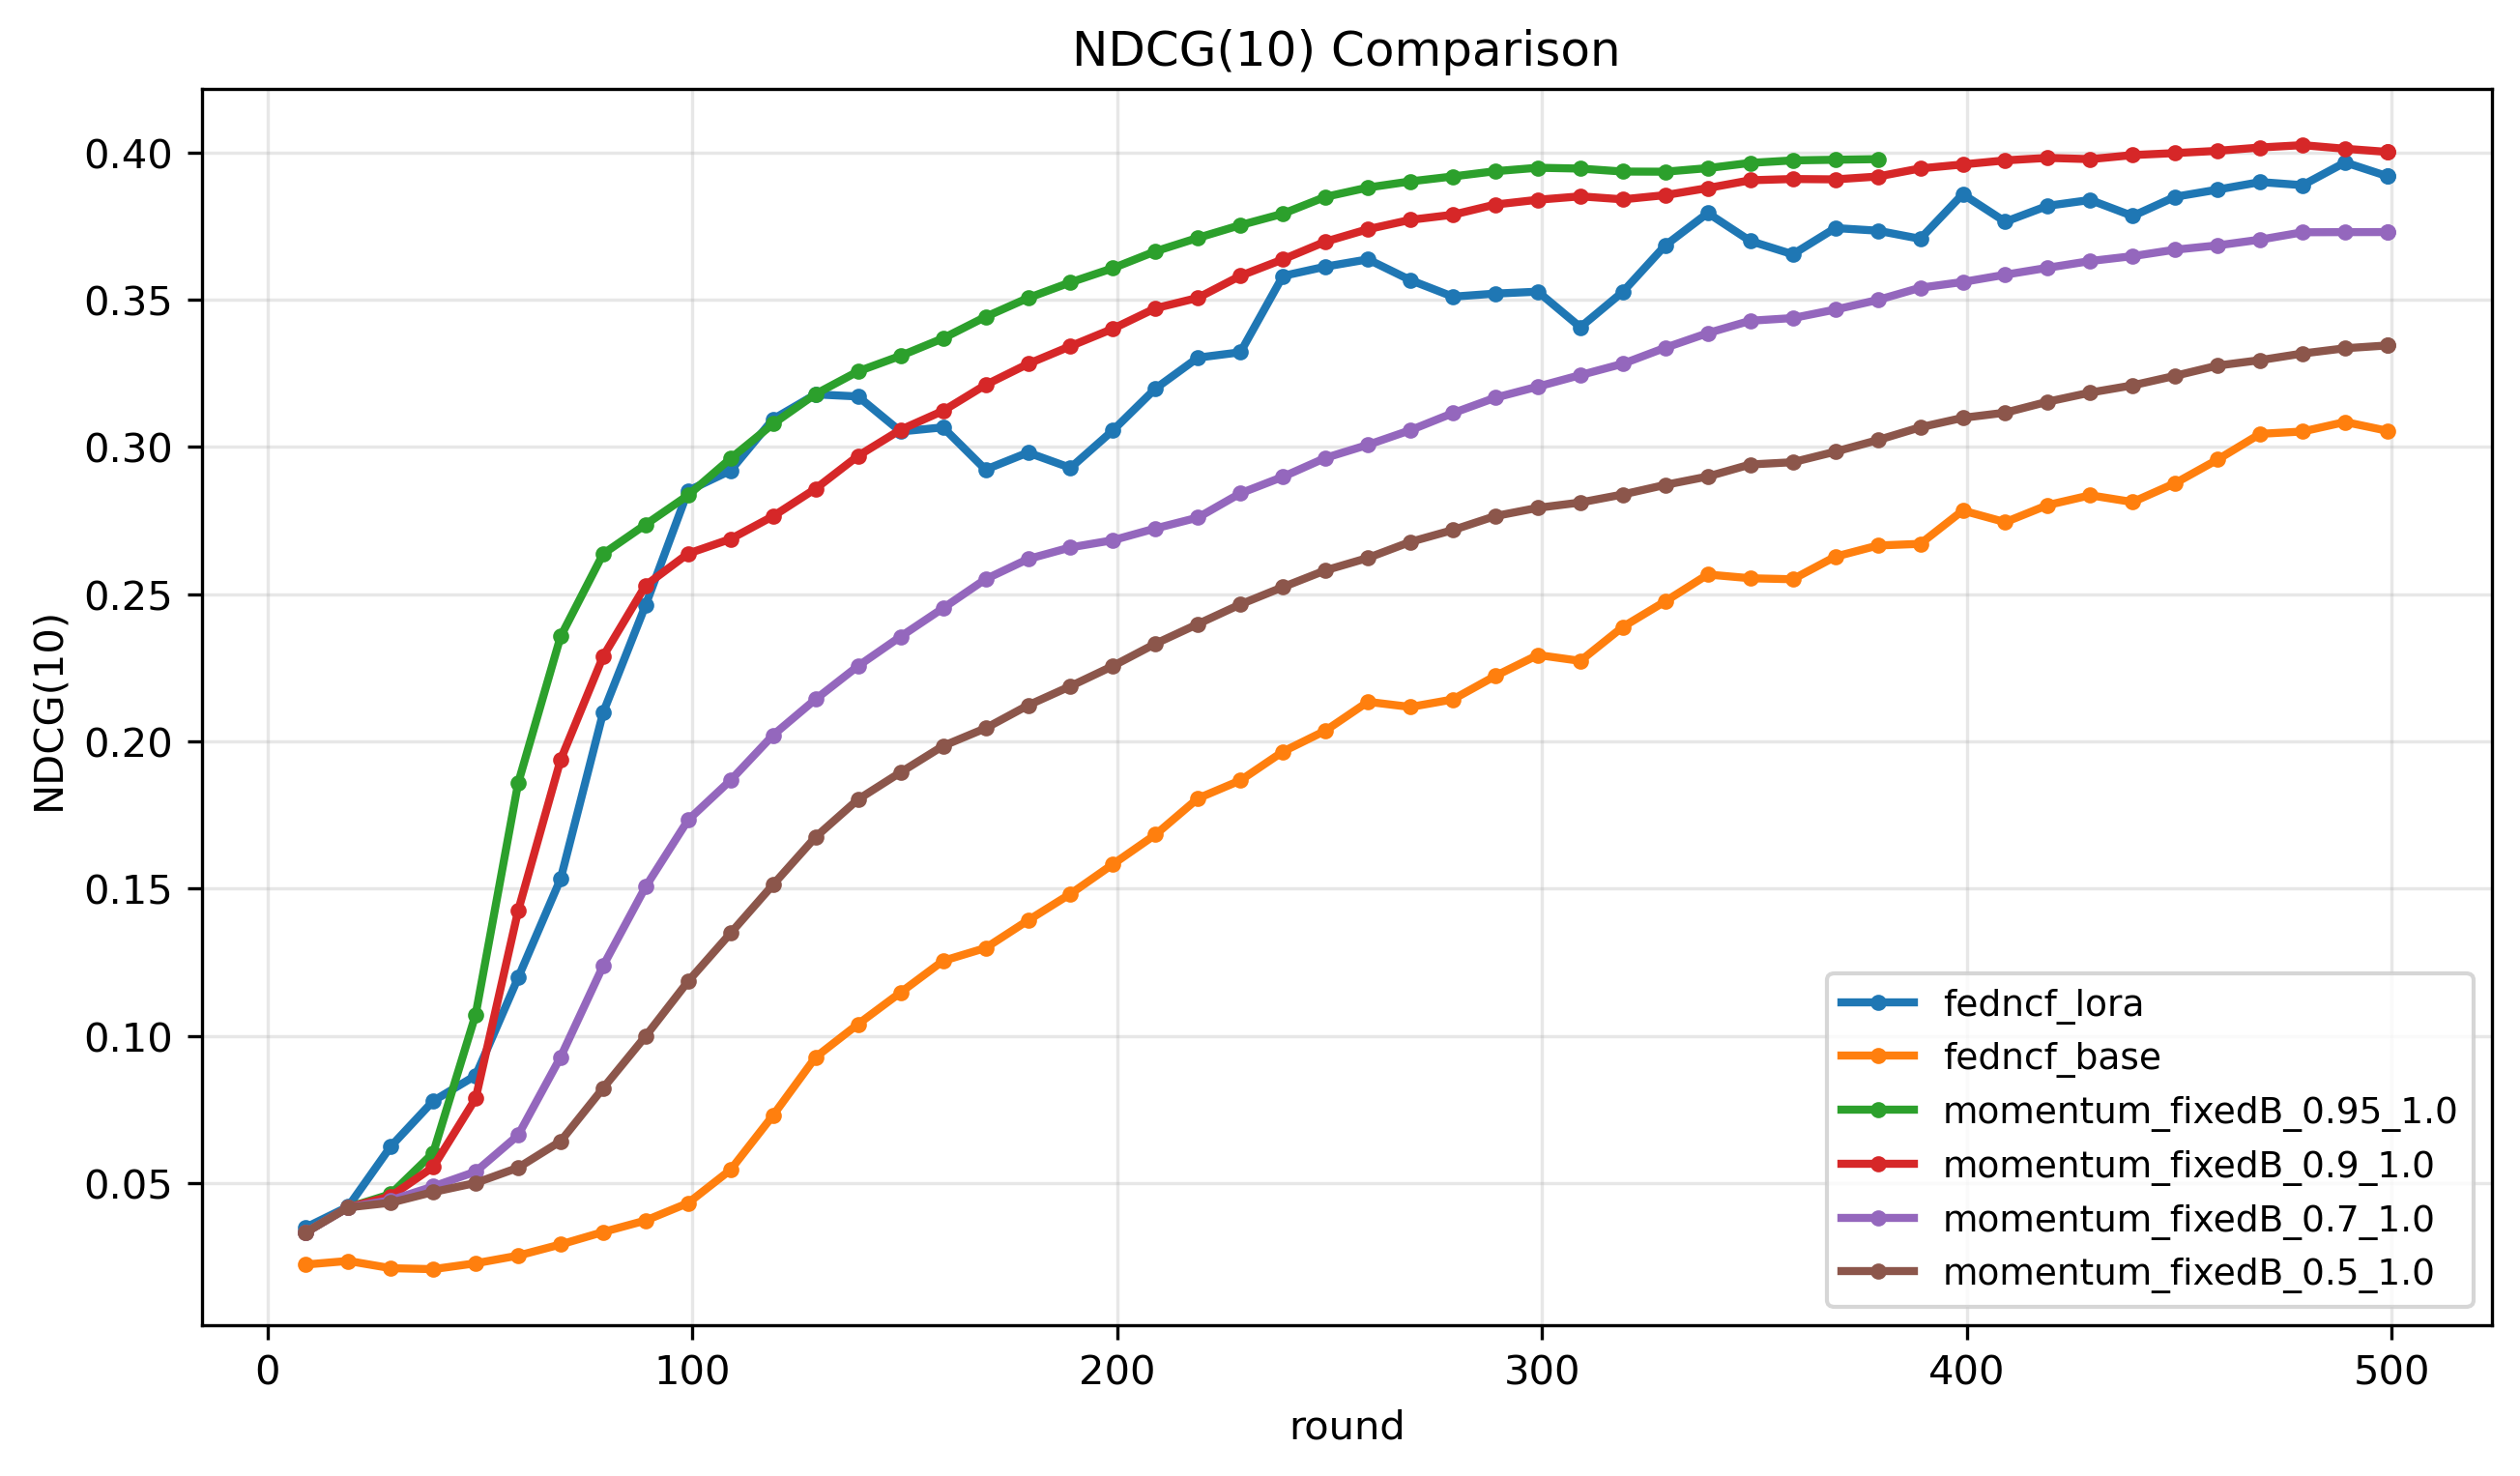 NDCG(10) Comparison
NDCG(10)
0.40
0.35
0.30
0.25
0.20
0.15
0.10
0.05
0 100 200 300 400 500
round
fedncf_lora
fedncf_base
momentum_fixedB_0.95_1.0
momentum_fixedB_0.9_1.0
momentum_fixedB_0.7_1.0
momentum_fixedB_0.5_1.0